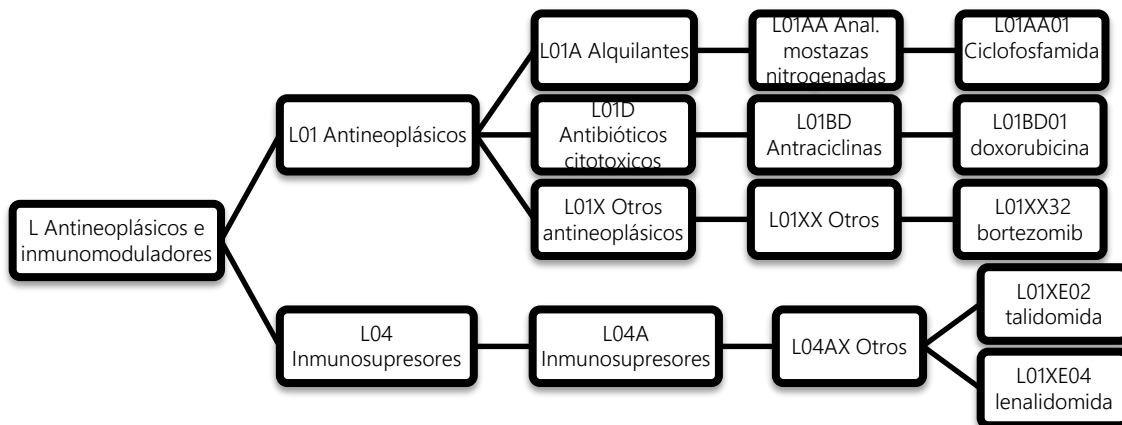 L01A Alquilantes
L01AA Anal.
mostazas
nitrogenadas
L01AA01
Ciclofosfamida
L01 Antineoplásicos
L01D
Antibióticos
citotoxicos
L01BD
Antraciclinas
L01BD01
doxorubicina
L01X Otros
antineoplásicos
L01XX Otros
L01XX32
bortezomib
L Antineoplásicos e
inmunomoduladores
L04
Inmunosupresores
L04A
Inmunosupresores
L04AX Otros
L01XE02
talidomida
L01XE04
lenalidomida